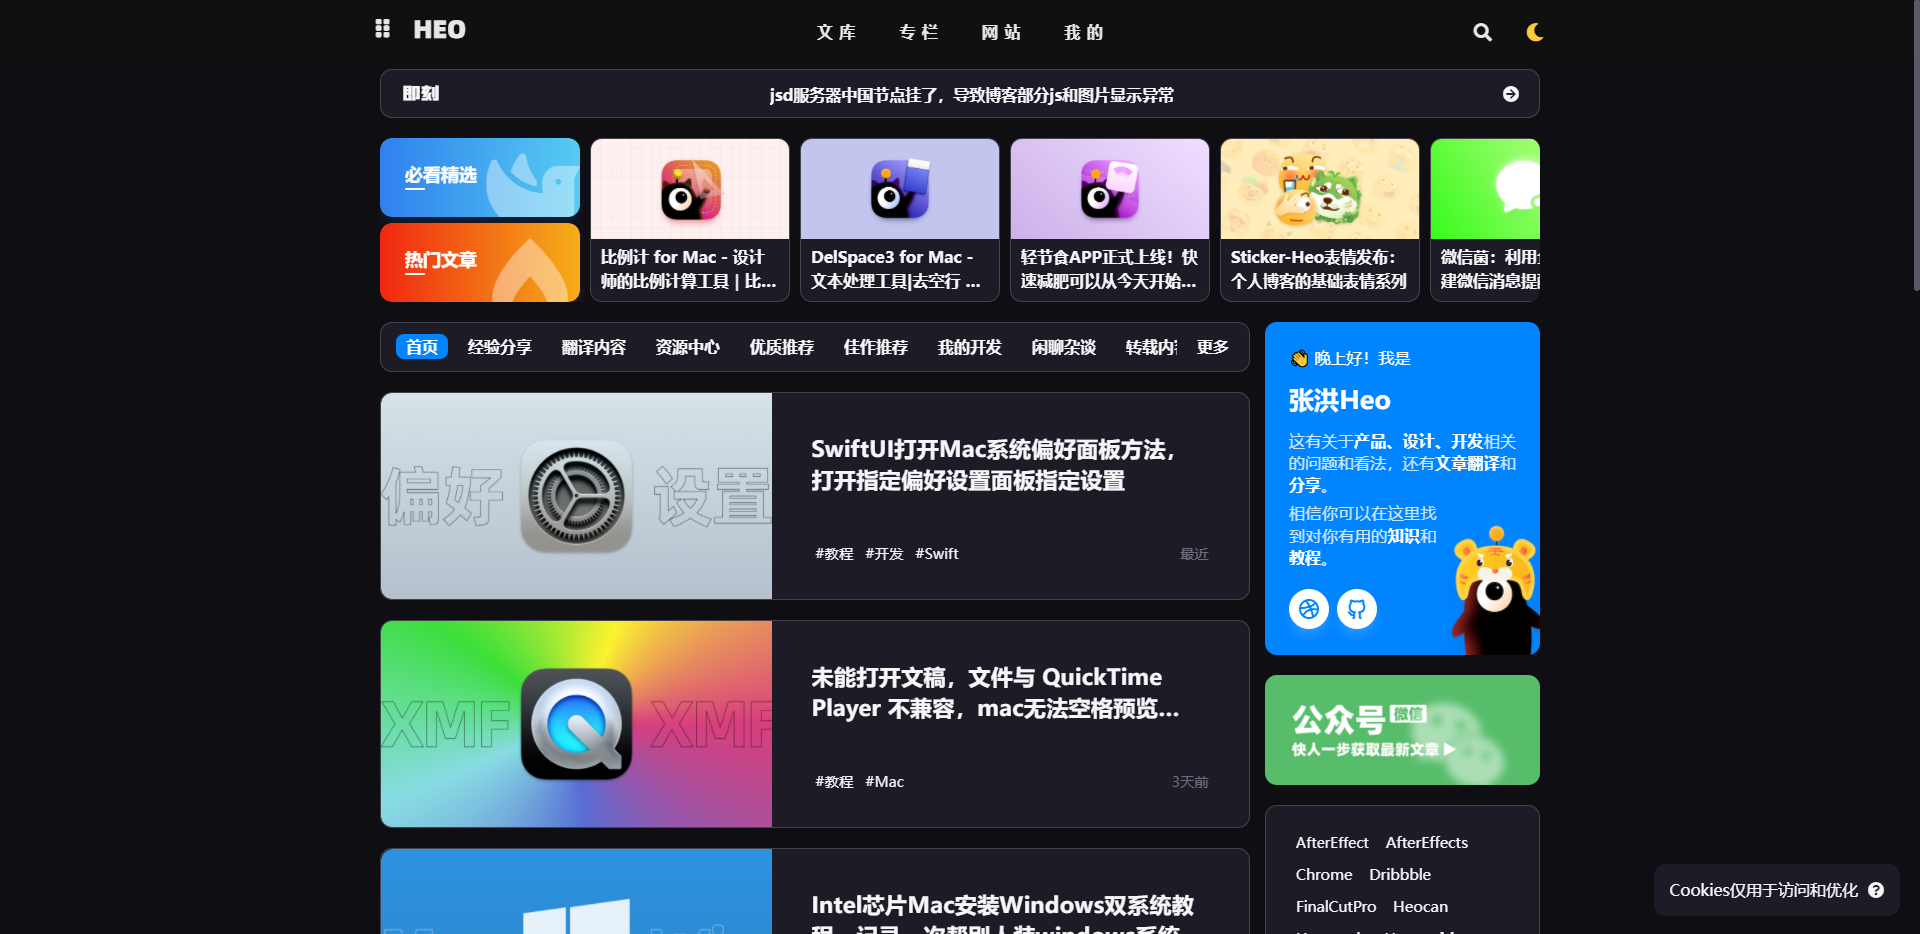 HEO
文库
专栏
网站
我的
即刻
jsd服务器中国节点挂了，导致博客部分js和图片显示异常
必看精选
热门文章
比例计 for Mac - 设计
师的比例计算工具 | 比...
DelSpace3 for Mac -
文本处理工具|去空行 ...
轻节食APP正式上线！快
速减肥可以从今天开始...
Sticker-Heo表情发布：
个人博客的基础表情系列
微信菌：利用
建微信消息提
首页
经验分享
翻译内容
资源中心
优质推荐
佳作推荐
我的开发
闲聊杂谈
转载内
更多
偏好
设置
SwiftUI打开Mac系统偏好面板方法，
打开指定偏好设置面板指定设置
#教程 #开发 #Swift
最近
XMF
XMF
未能打开文稿，文件与 QuickTime
Player 不兼容，mac无法空格预览...
#教程 #Mac
3天前
Intel芯片Mac安装Windows双系统教
程，记录一次帮别人装windows系统
👋 晚上好！我是
张洪Heo
这有关于产品、设计、开发相关
的问题和看法，还有文章翻译和
分享。
相信你可以在这里找
到对你有用的知识和
教程。
公众号 微信
快人一步获取最新文章 ▶
AfterEffect AfterEffects
Chrome Dribbble
FinalCutPro Heocan
Cookies仅用于访问和优化